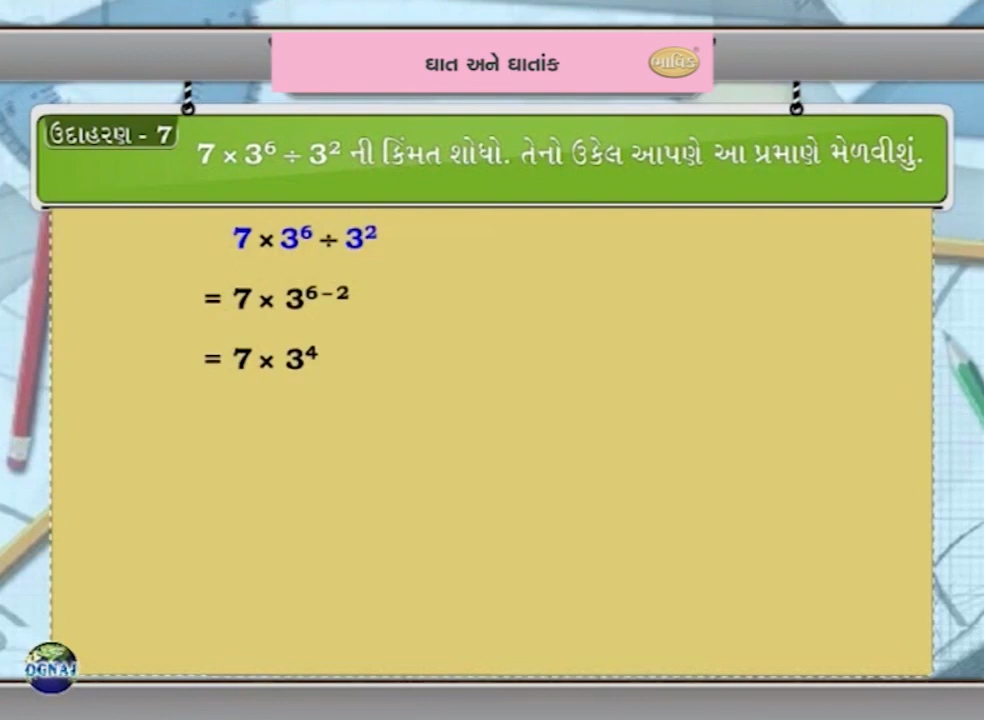 ઘાત અને ઘાતાંક
ભાવિક
ઉદાહરણ - 7
7 × 3⁶ ÷ 3² ની કિંમત શોધો. તેનો ઉકેલ આપણે આ પ્રમાણે મેળવીશું.
7 × 3⁶ ÷ 3²
= 7 × 3⁶⁻²
= 7 × 3⁴